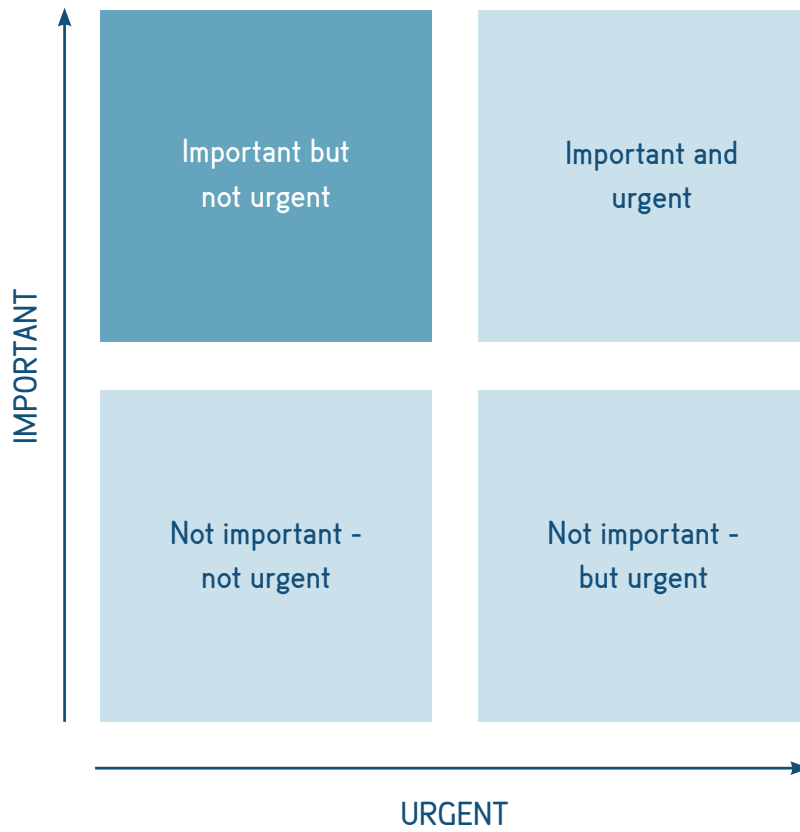 Important but
not urgent
Important and
urgent
IMPORTANT
Not important -
not urgent
Not important -
but urgent
URGENT